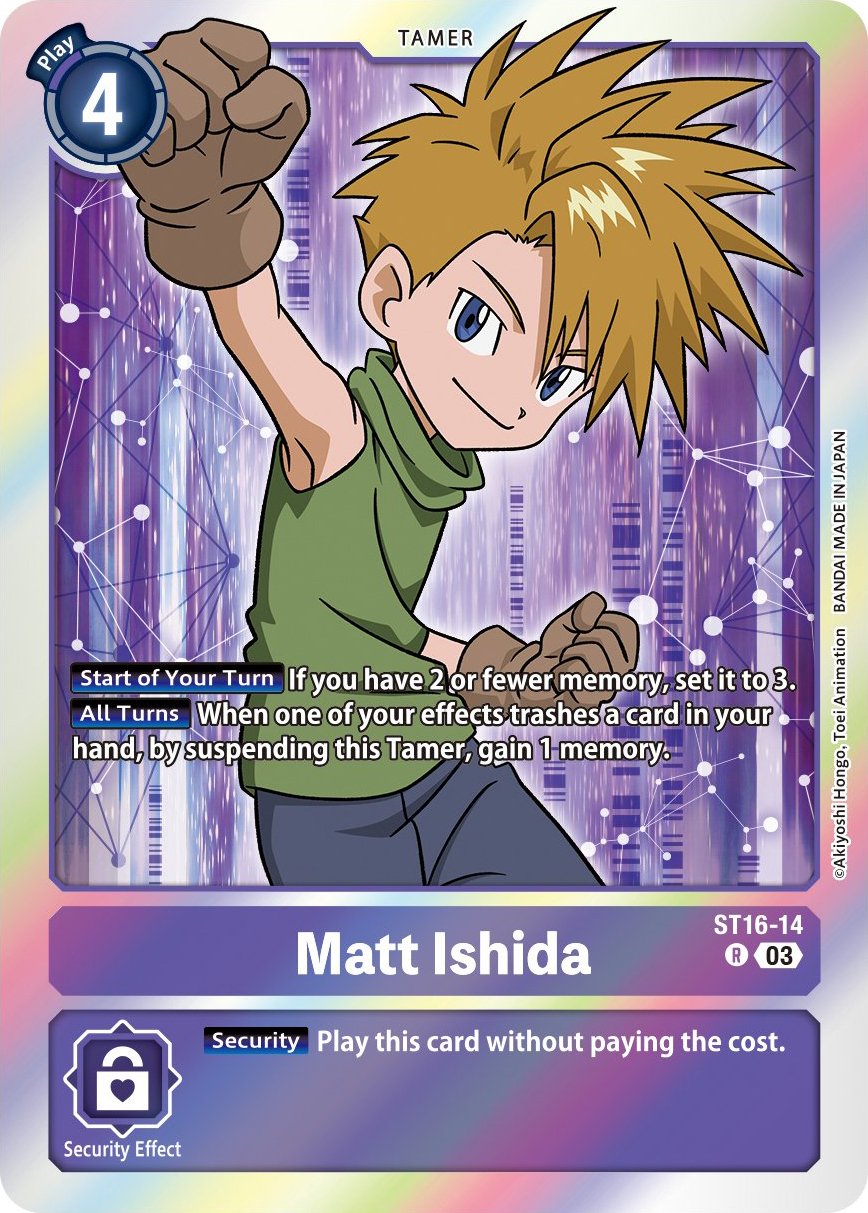 Play
4
TAMER
Start of Your Turn If you have 2 or fewer memory, set it to 3.
All Turns When one of your effects trashes a card in your
hand, by suspending this Tamer, gain 1 memory.
©Akiyoshi Hongo, Toei Animation BANDAI MADE IN JAPAN
Matt Ishida
ST16-14
R 03
Security Play this card without paying the cost.
Security Effect